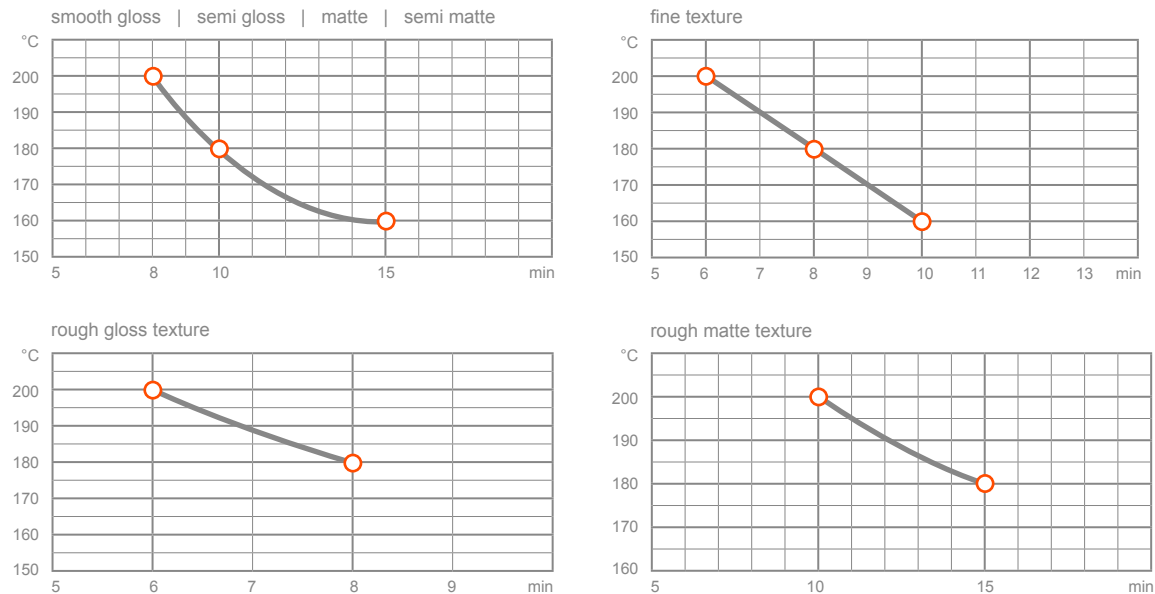 smooth gloss | semi gloss | matte | semi matte
°C
200
190
180
170
160
150
5 8 10 15 min
fine texture
°C
200
190
180
170
160
150
5 6 7 8 9 10 11 12 13 min
rough gloss texture
°C
200
190
180
170
160
150
5 6 7 8 9 min
rough matte texture
°C
200
190
180
170
160
5 10 15 min